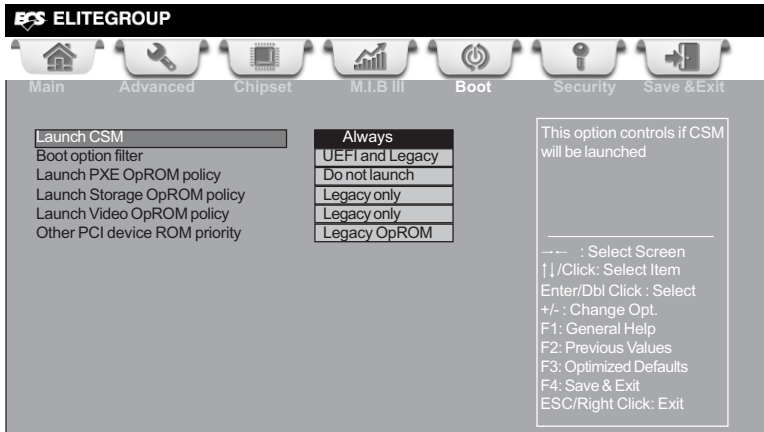 ECS ELITEGROUP
Main Advanced Chipset M.I.B III Boot Security Save & Exit
Launch CSM Always
Boot option filter UEFI and Legacy
Launch PXE OpROM policy Do not launch
Launch Storage OpROM policy Legacy only
Launch Video OpROM policy Legacy only
Other PCI device ROM priority Legacy OpROM
This option controls if CSM
will be launched
→← : Select Screen
↑↓/Click: Select Item
Enter/Dbl Click : Select
+/- : Change Opt.
F1: General Help
F2: Previous Values
F3: Optimized Defaults
F4: Save & Exit
ESC/Right Click: Exit